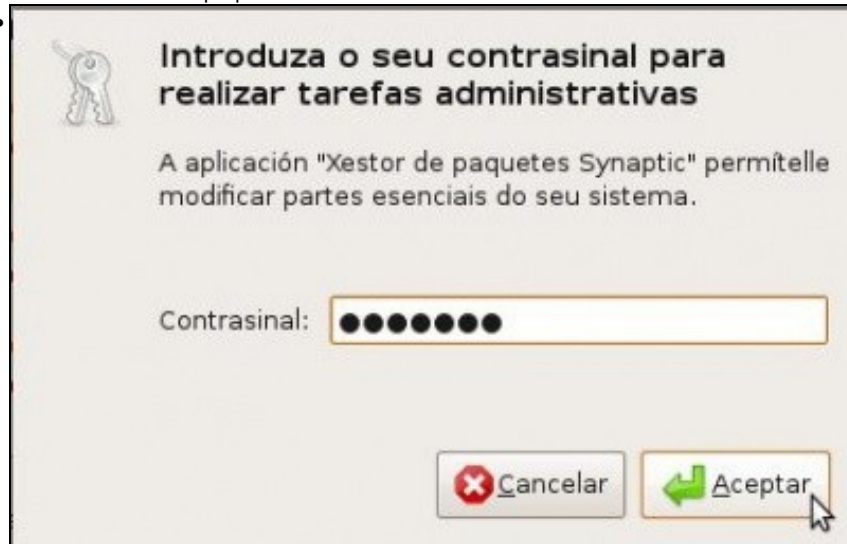 Introduza o seu contrasinal para
realizar tarefas administrativas
A aplicación "Xestor de paquetes Synaptic" permítelle
modificar partes esenciais do seu sistema.
Contrasinal: ●●●●●●●
Cancelar
Aceptar